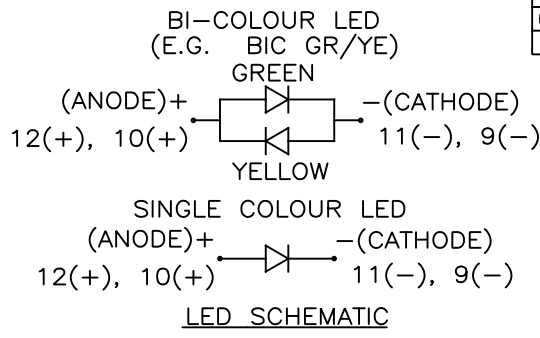 BI-COLOUR LED
(E.G. BIC GR/YE)
GREEN
(ANODE)+ -(CATHODE)
12(+), 10(+) 11(-), 9(-)
YELLOW
SINGLE COLOUR LED
(ANODE)+ -(CATHODE)
12(+), 10(+) 11(-), 9(-)
LED SCHEMATIC